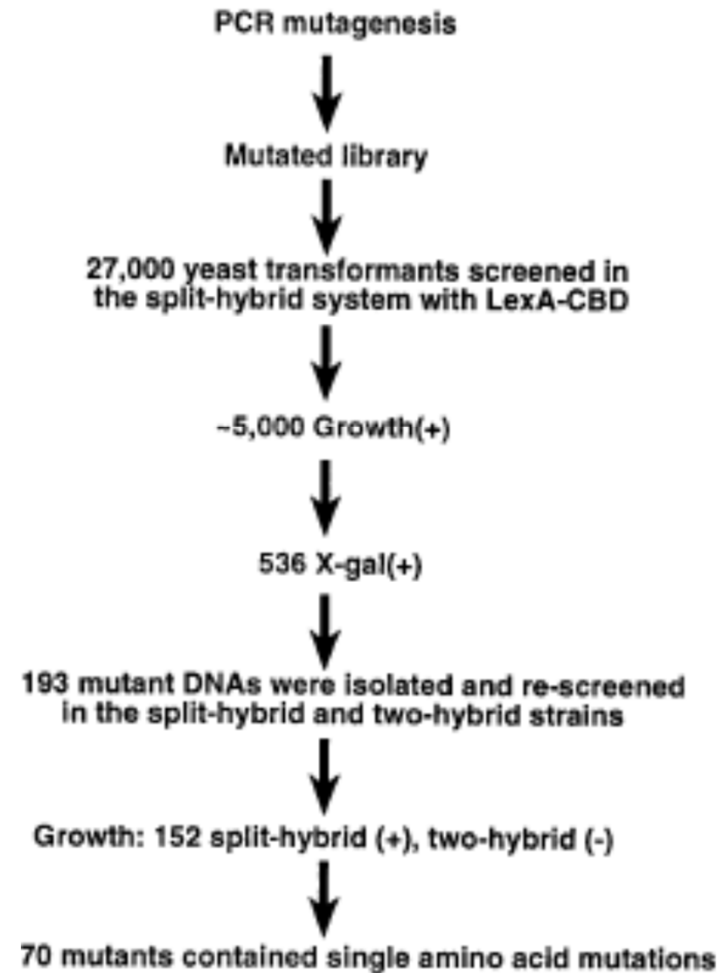 PCR mutagenesis
Mutated library
27,000 yeast transformants screened in
the split-hybrid system with LexA-CBD
~5,000 Growth(+)
536 X-gal(+)
193 mutant DNAs were isolated and re-screened
in the split-hybrid and two-hybrid strains
Growth: 152 split-hybrid (+), two-hybrid (-)
70 mutants contained single amino acid mutations